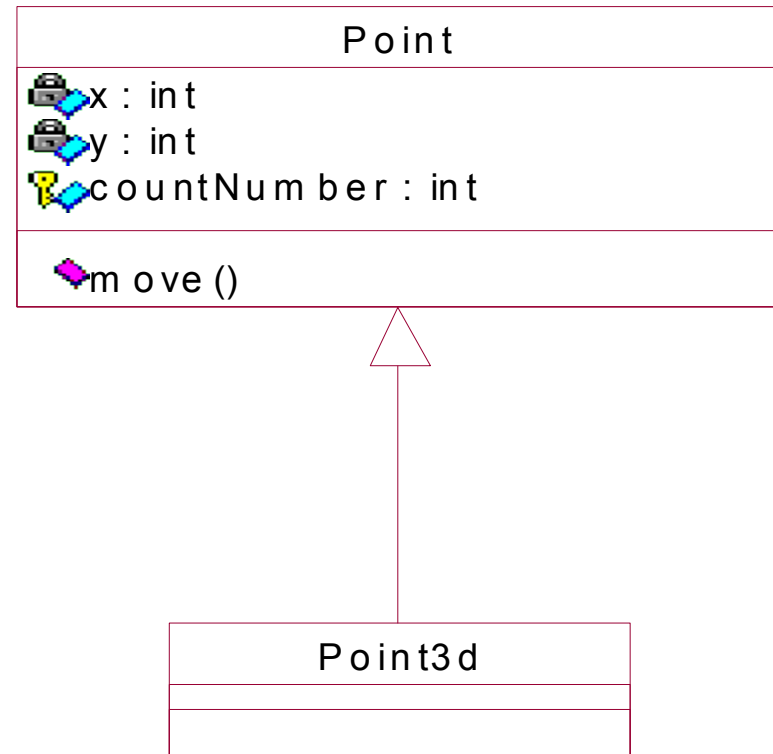 Point
x : int
y : int
countNumber : int
move()
Point3d